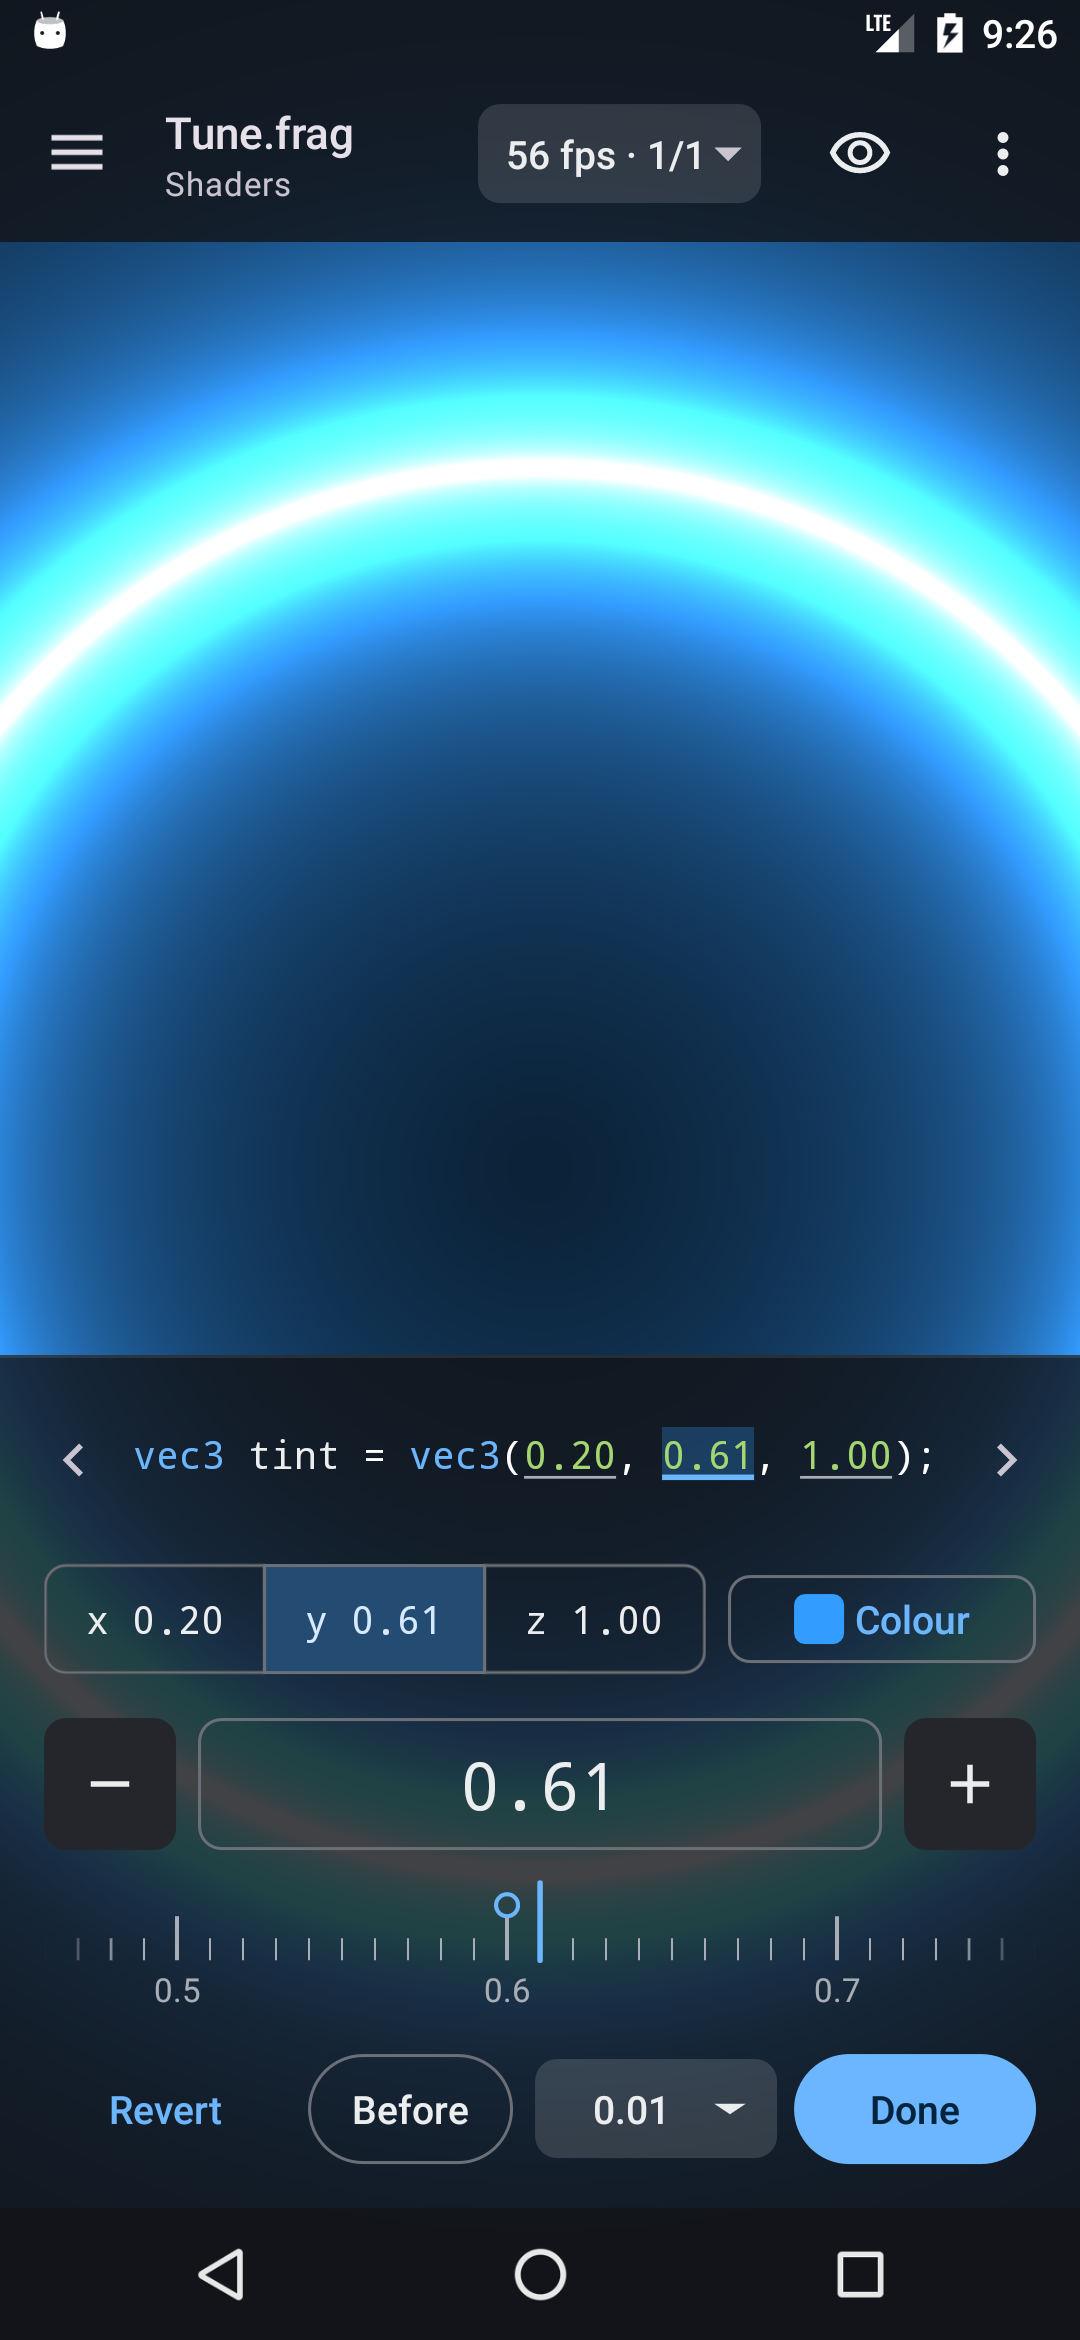 LTE 9:26
Tune.frag
Shaders
56 fps · 1/1
vec3 tint = vec3(0.20, 0.61, 1.00);
x 0.20 y 0.61 z 1.00 Colour
0.61
0.5 0.6 0.7
Revert Before 0.01 Done